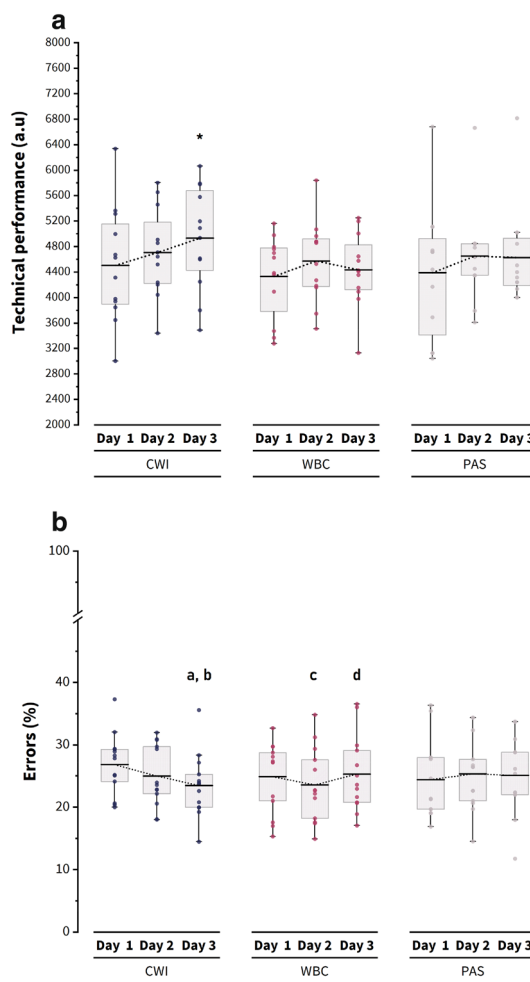 a
Technical performance (a.u)
8000
7600
7200
6800
6400
6000
5600
5200
4800
4400
4000
3600
3200
2800
2400
2000
*
Day 1 Day 2 Day 3 Day 1 Day 2 Day 3 Day 1 Day 2 Day 3
CWI WBC PAS
b
Errors (%)
100
40
30
20
10
0
a, b c d
Day 1 Day 2 Day 3 Day 1 Day 2 Day 3 Day 1 Day 2 Day 3
CWI WBC PAS